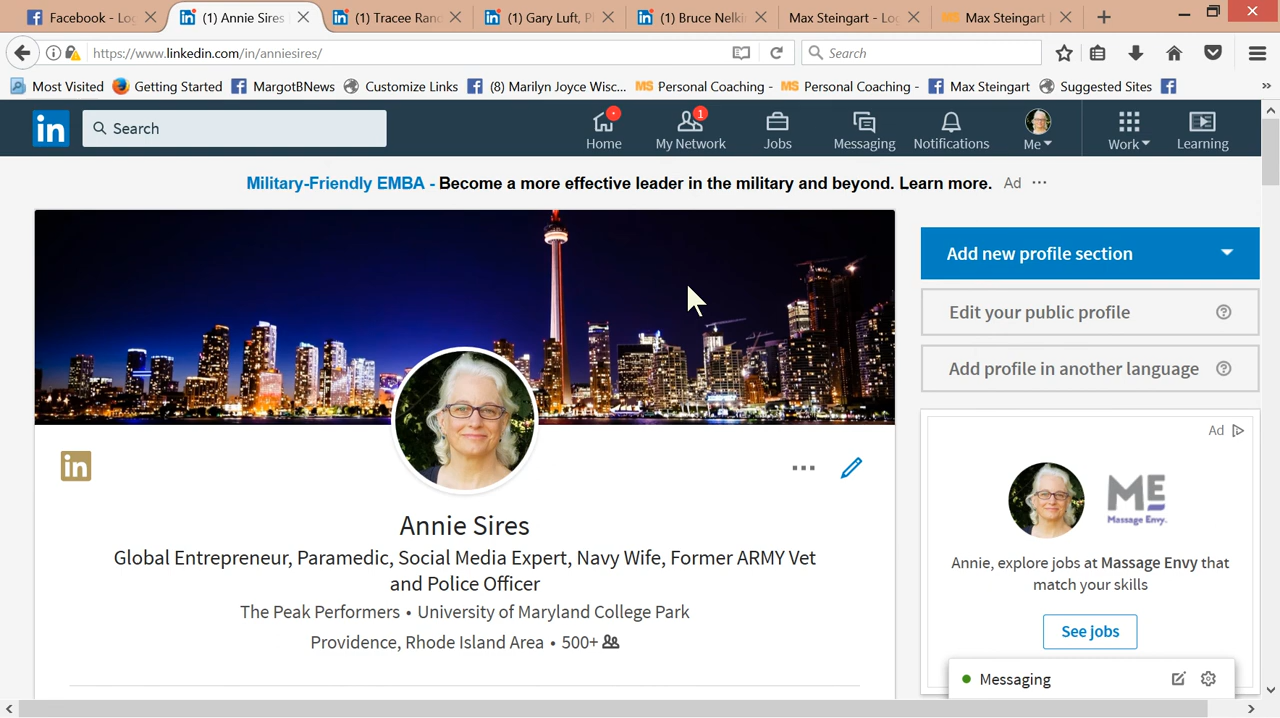 Facebook - Log
(1) Annie Sires
(1) Tracee Ran
(1) Gary Luft, P
(1) Bruce Nelki
Max Steingart - Lo
Max Steingart
https://www.linkedin.com/in/anniesires/
Search
Most Visited
Getting Started
MargotBNews
Customize Links
(8) Marilyn Joyce Wisc...
MS Personal Coaching -
MS Personal Coaching -
Max Steingart
Suggested Sites
in
Search
Home
1
My Network
Jobs
Messaging
Notifications
Me
Work
Learning
Military-Friendly EMBA - Become a more effective leader in the military and beyond. Learn more. Ad ...
Add new profile section
Edit your public profile
Add profile in another language
in
Annie Sires
Global Entrepreneur, Paramedic, Social Media Expert, Navy Wife, Former ARMY Vet
and Police Officer
The Peak Performers • University of Maryland College Park
Providence, Rhode Island Area • 500+
Ad
ME
Massage Envy.
Annie, explore jobs at Massage Envy that
match your skills
See jobs
Messaging